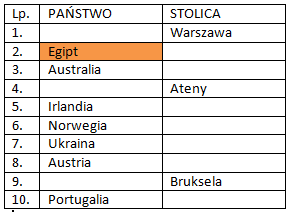 Lp. PAŃSTWO STOLICA
1. Warszawa
2. Egipt
3. Australia
4. Ateny
5. Irlandia
6. Norwegia
7. Ukraina
8. Austria
9. Bruksela
10. Portugalia